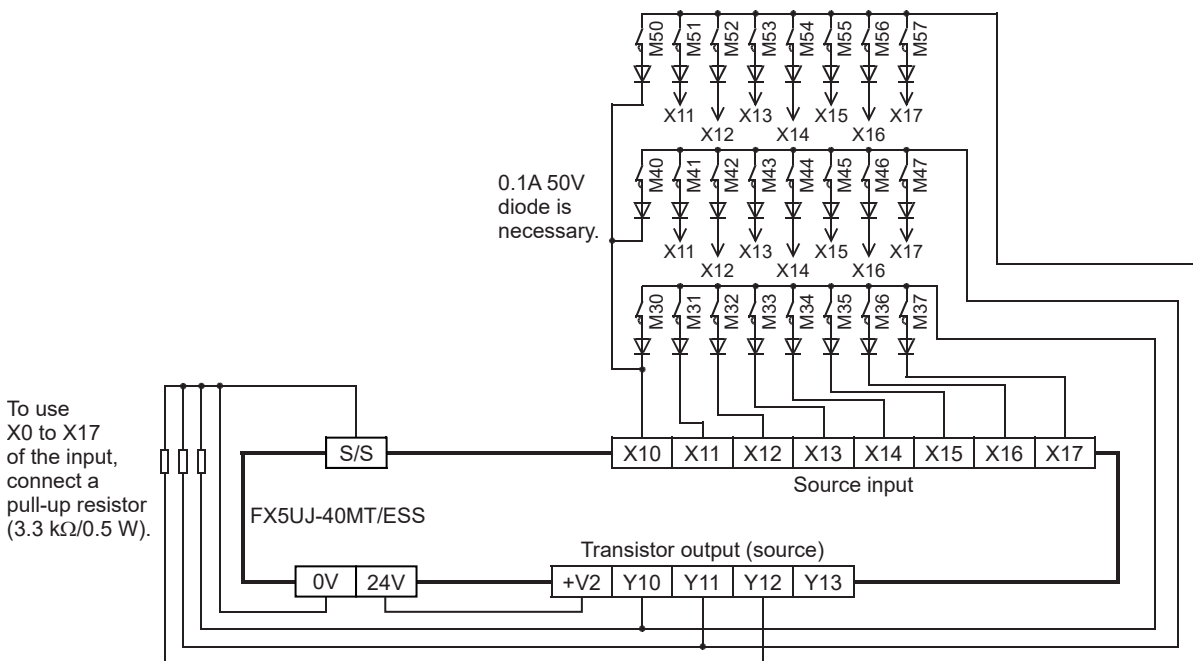 M50 M51 M52 M53 M54 M55 M56 M57
X11 X13 X15 X17
X12 X14 X16
M40 M41 M42 M43 M44 M45 M46 M47
0.1A 50V
diode is
necessary.
X11 X13 X15 X17
X12 X14 X16
M30 M31 M32 M33 M34 M35 M36 M37
To use
X0 to X17
of the input,
connect a
pull-up resistor
(3.3 kΩ/0.5 W).
S/S
X10 X11 X12 X13 X14 X15 X16 X17
Source input
FX5UJ-40MT/ESS
Transistor output (source)
0V 24V
+V2 Y10 Y11 Y12 Y13